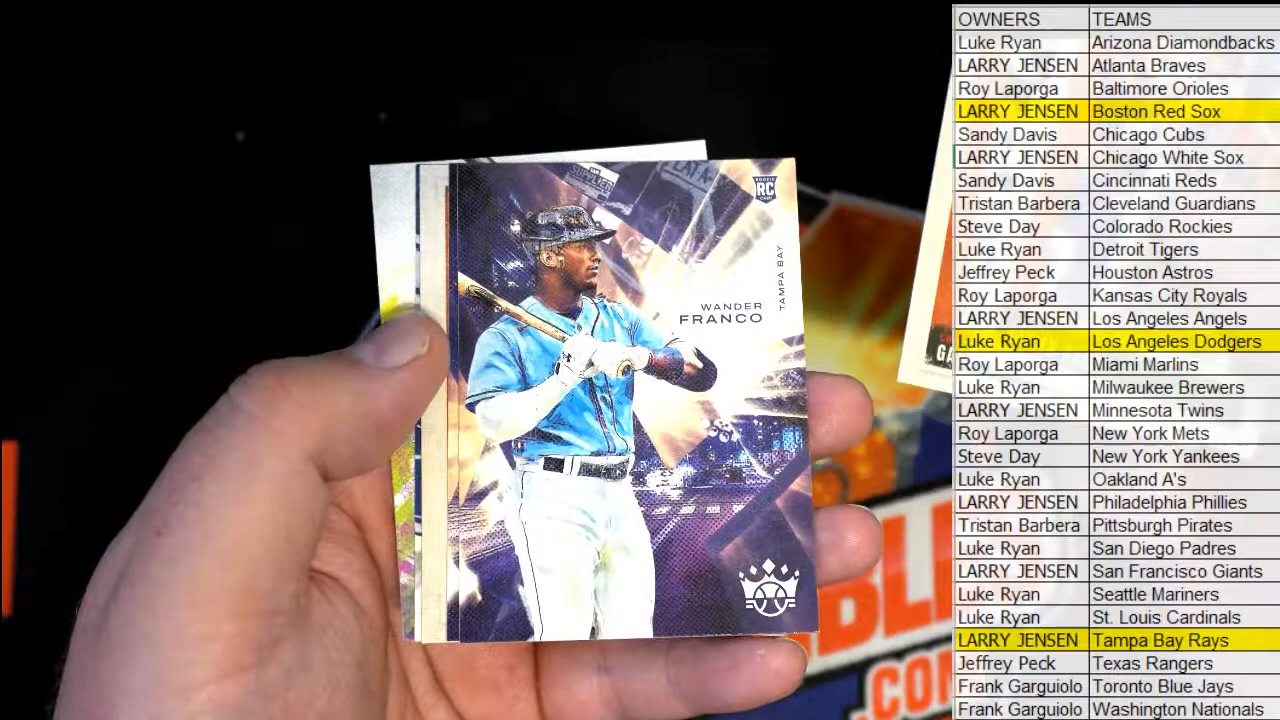 OWNERS TEAMS
Luke Ryan Arizona Diamondbacks
LARRY JENSEN Atlanta Braves
Roy Laporga Baltimore Orioles
LARRY JENSEN Boston Red Sox
Sandy Davis Chicago Cubs
LARRY JENSEN Chicago White Sox
Sandy Davis Cincinnati Reds
Tristan Barbera Cleveland Guardians
Steve Day Colorado Rockies
Luke Ryan Detroit Tigers
Jeffrey Peck Houston Astros
Roy Laporga Kansas City Royals
LARRY JENSEN Los Angeles Angels
Luke Ryan Los Angeles Dodgers
Roy Laporga Miami Marlins
Luke Ryan Milwaukee Brewers
LARRY JENSEN Minnesota Twins
Roy Laporga New York Mets
Steve Day New York Yankees
Luke Ryan Oakland A's
LARRY JENSEN Philadelphia Phillies
Tristan Barbera Pittsburgh Pirates
Luke Ryan San Diego Padres
LARRY JENSEN San Francisco Giants
Luke Ryan Seattle Mariners
Luke Ryan St. Louis Cardinals
LARRY JENSEN Tampa Bay Rays
Jeffrey Peck Texas Rangers
Frank Garguiolo Toronto Blue Jays
Frank Garguiolo Washington Nationals
RC
TAMPA BAY
WANDER
FRANCO